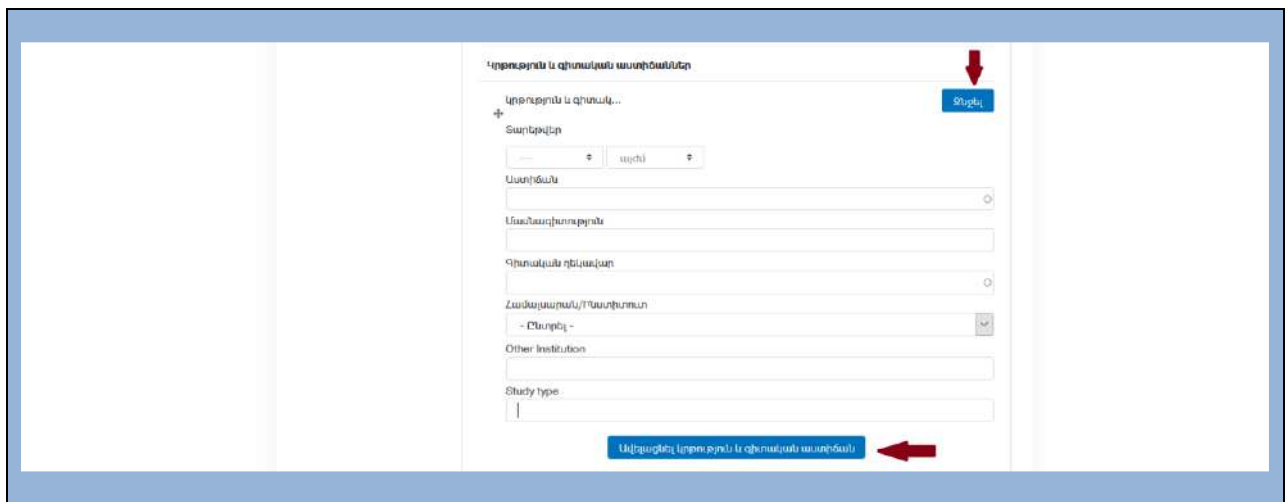 Կրթություն և գիտական աստիճաններ
կրթություն և գիտակ...
Ջնջել
Տարեթվեր
---- այժմ
Աստիճան
Մասնագիտություն
Գիտական ղեկավար
Համալսարան/Ինստիտուտ
- Ընտրել -
Other Institution
Study type
Ավելացնել կրթություն և գիտական աստիճան